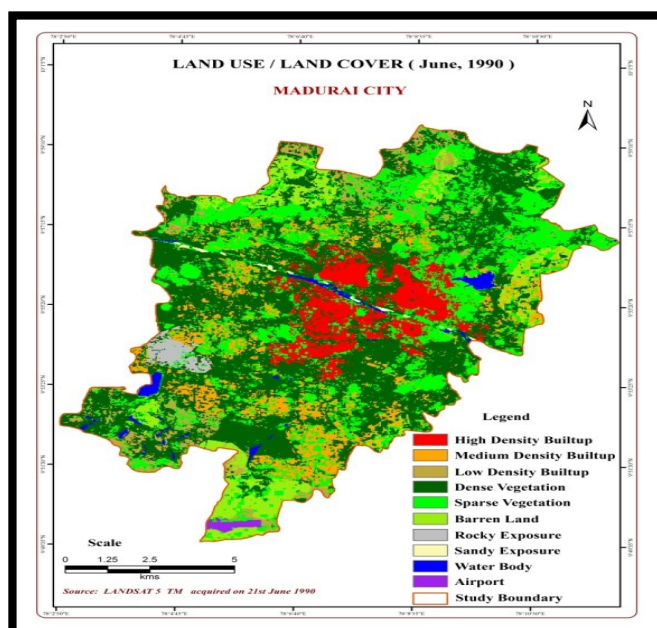 LAND USE / LAND COVER ( June, 1990 )
MADURAI CITY
N
Legend
High Density Builtup
Medium Density Builtup
Low Density Builtup
Dense Vegetation
Sparse Vegetation
Barren Land
Rocky Exposure
Sandy Exposure
Water Body
Airport
Study Boundary
Scale
0 1.25 2.5 5
kms
Source: LANDSAT 5 TM acquired on 21st June 1990